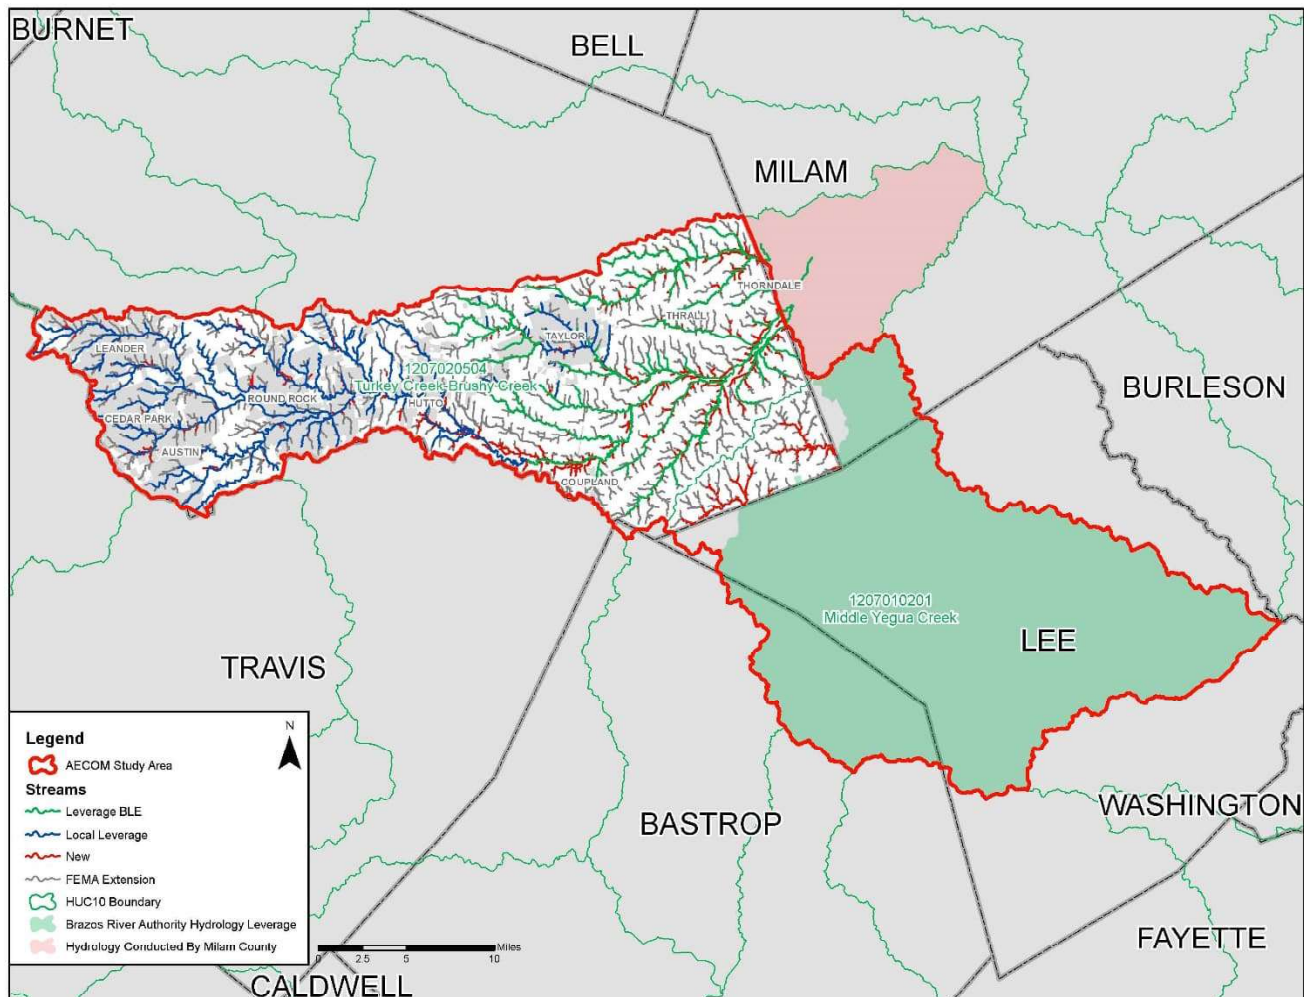 BURNET
BELL
MILAM
THORNDALE
THRALL
TAYLOR
LEANDER
1207020504
Turkey Creek-Brushy Creek
ROUND ROCK
HUTTO
CEDAR PARK
AUSTIN
COUPLAND
BURLESON
1207010201
Middle Yegua Creek
LEE
TRAVIS
BASTROP
WASHINGTON
FAYETTE
CALDWELL
Legend
N
AECOM Study Area
Streams
Leverage BLE
Local Leverage
New
FEMA Extension
HUC10 Boundary
Brazos River Authority Hydrology Leverage
Hydrology Conducted By Milam County
Miles
0 2.5 5 10